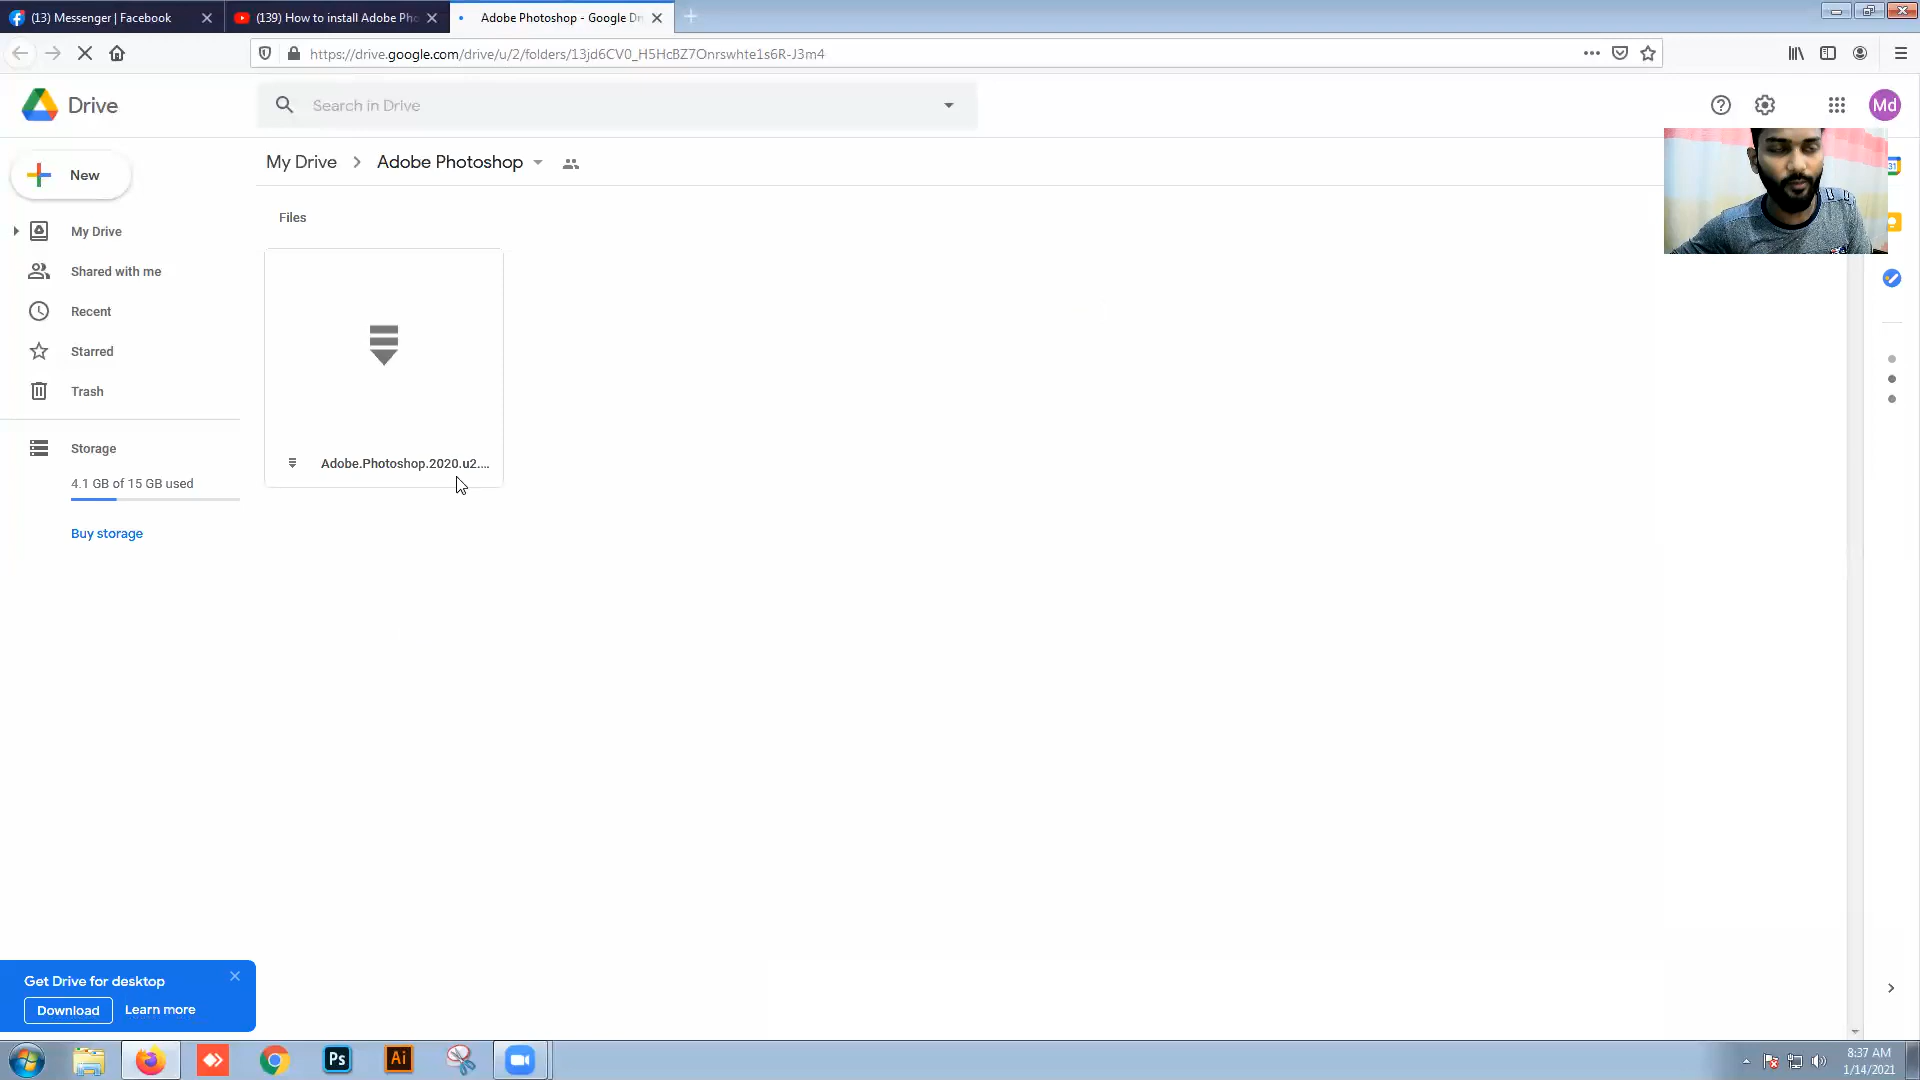 (13) Messenger | Facebook
(139) How to install Adobe Pho
Adobe Photoshop - Google Dri
https://drive.google.com/drive/u/2/folders/13jd6CV0_H5HcBZ7Onrswhte1s6R-J3m4
Drive
Search in Drive
Md
New
My Drive
Adobe Photoshop
31
Files
My Drive
Shared with me
Recent
Starred
Trash
Storage
4.1 GB of 15 GB used
Buy storage
Adobe.Photoshop.2020.u2....
Get Drive for desktop
Download
Learn more
Ps
Ai
8:37 AM
1/14/2021